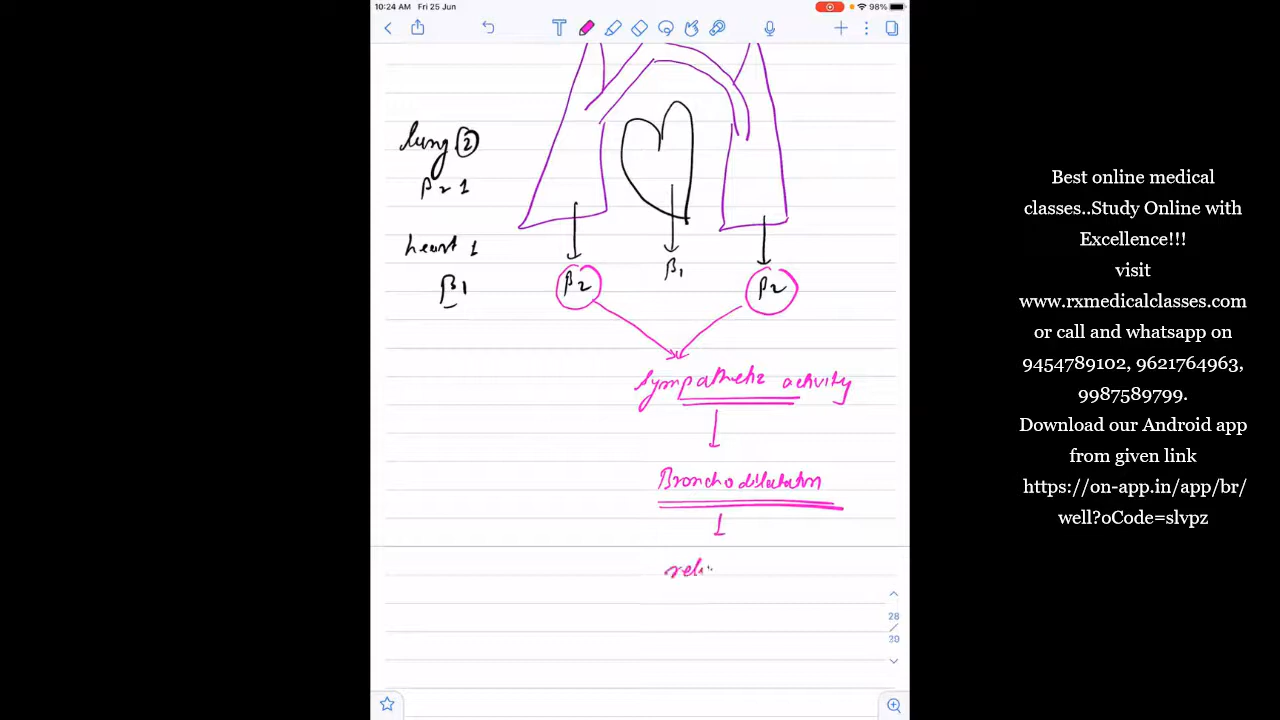 10:24 AM Fri 25 Jun
98%
T
lung 2
β2 1
heart 1
β1
β2
β1
β2
sympathetic activity
Bronchodilatatn
reli
28
30
Best online medical
classes..Study Online with
Excellence!!!
visit
www.rxmedicalclasses.com
or call and whatsapp on
9454789102, 9621764963,
9987589799.
Download our Android app
from given link
https://on-app.in/app/br/
well?oCode=slvpz